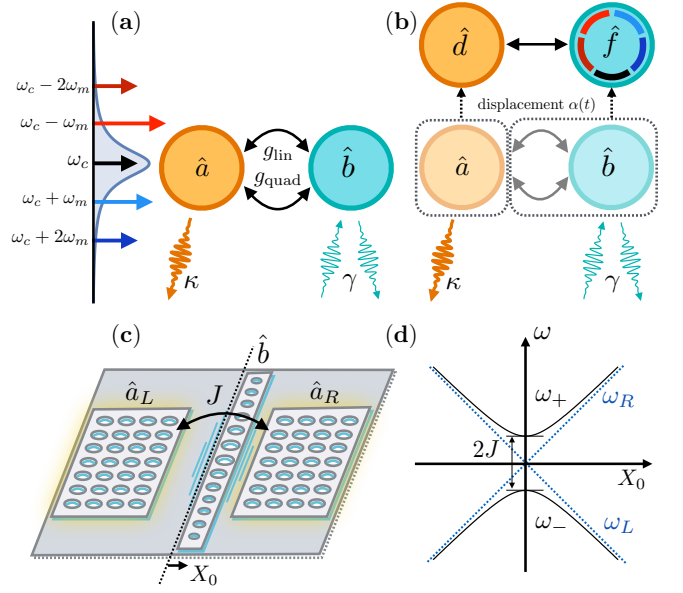 (a)
ω_c − 2ω_m
ω_c − ω_m
ω_c
ω_c + ω_m
ω_c + 2ω_m
â
g_lin
g_quad
b̂
κ
γ
(b)
d̂
f̂
displacement α(t)
â
b̂
κ
γ
(c)
b̂
â_L
J
â_R
X_0
(d)
ω
ω_+
ω_R
2J
X_0
ω_−
ω_L